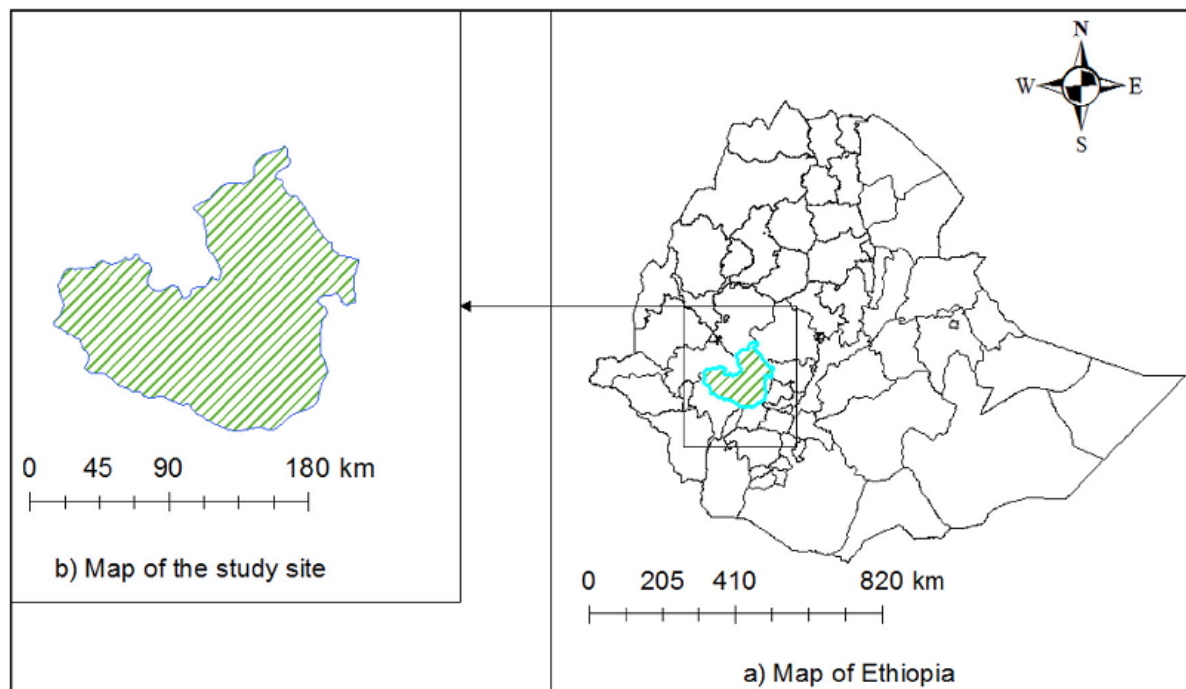 N
W E
S
0 45 90 180 km
b) Map of the study site
0 205 410 820 km
a) Map of Ethiopia